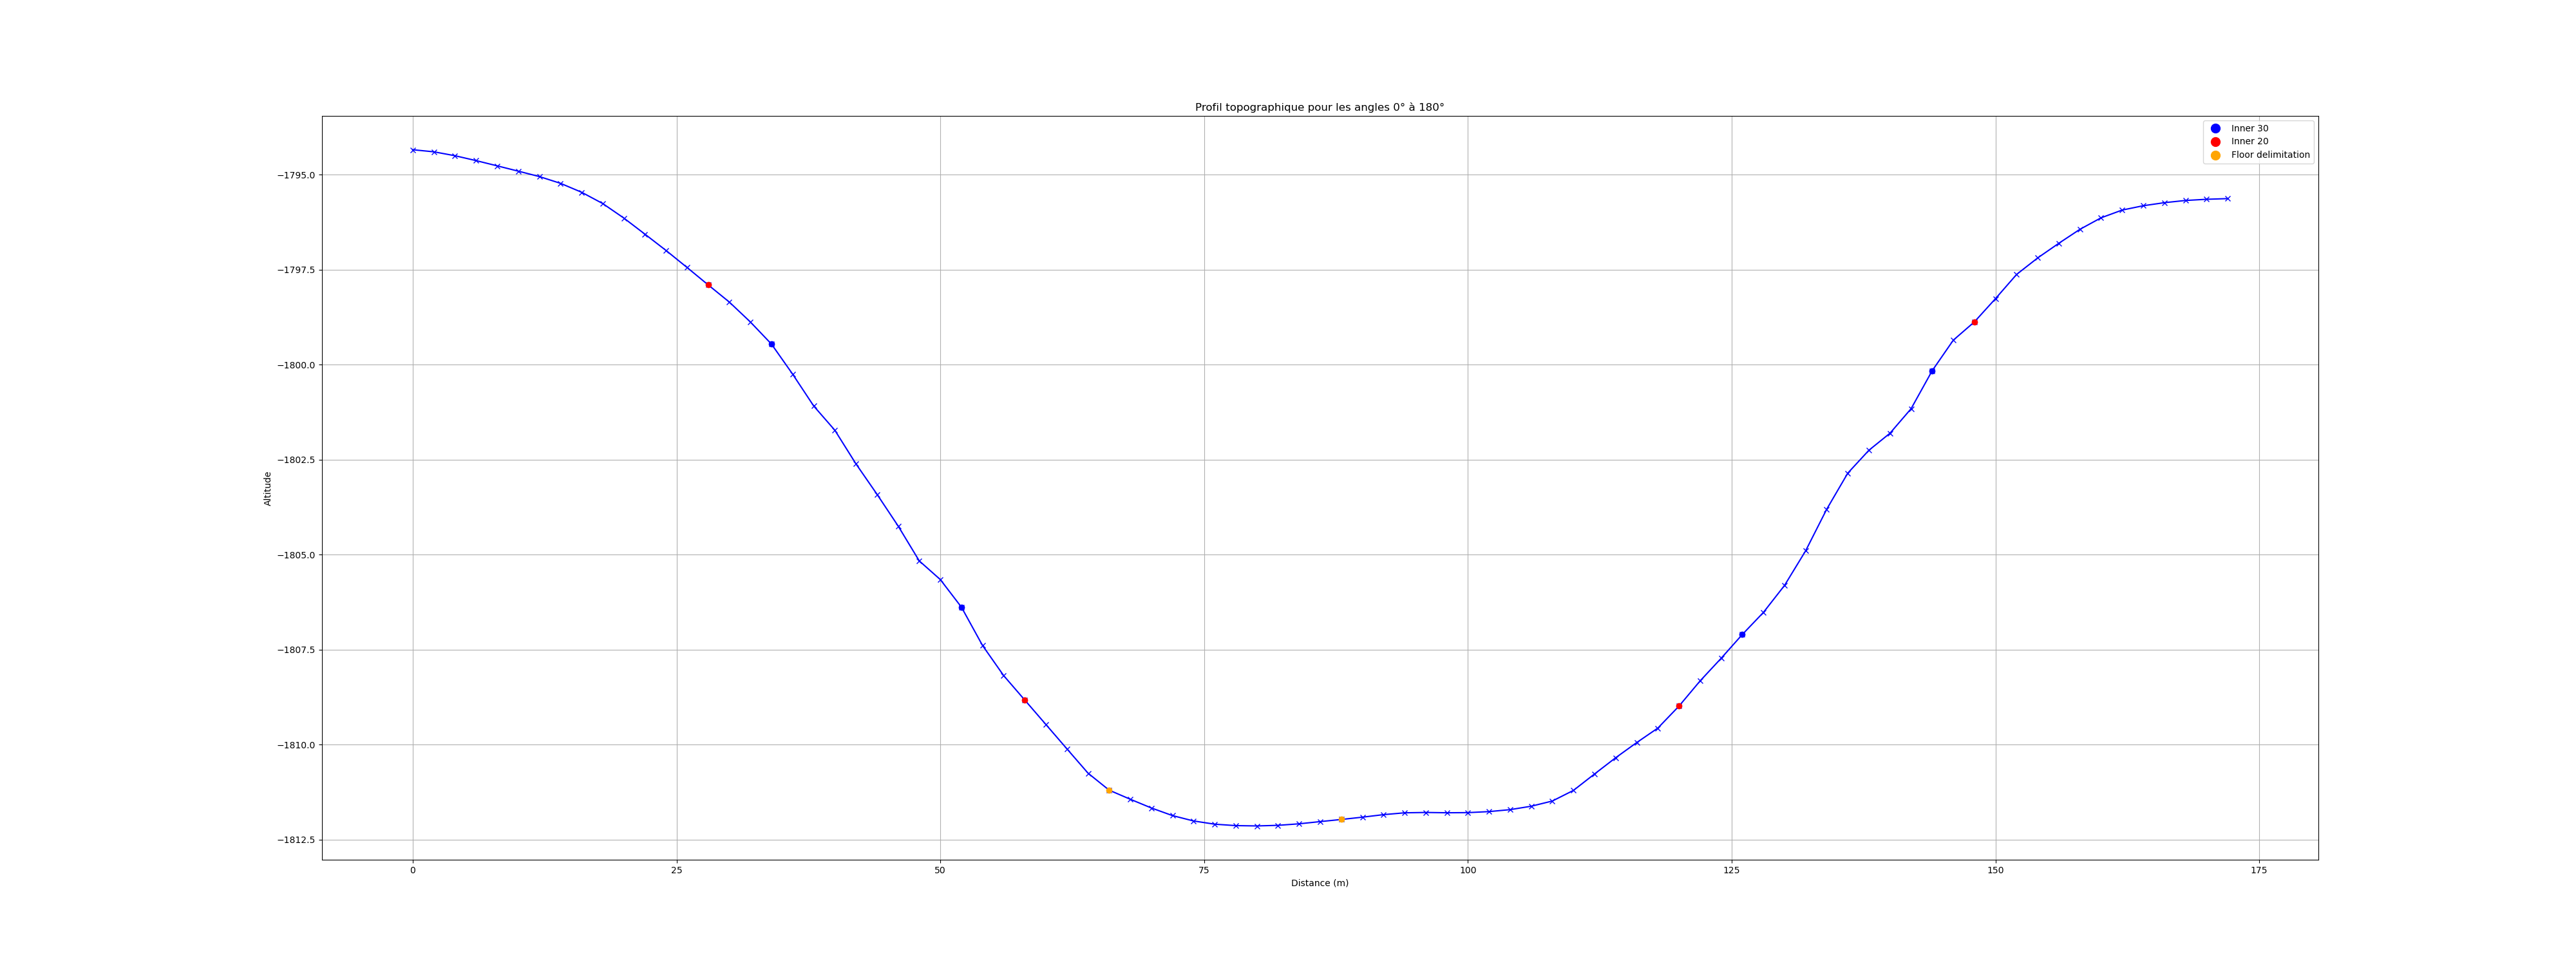 Profil topographique pour les angles 0° à 180°
Inner 30
Inner 20
Floor delimitation
Altitude
−1795.0
−1797.5
−1800.0
−1802.5
−1805.0
−1807.5
−1810.0
−1812.5
0 25 50 75 100 125 150 175
Distance (m)